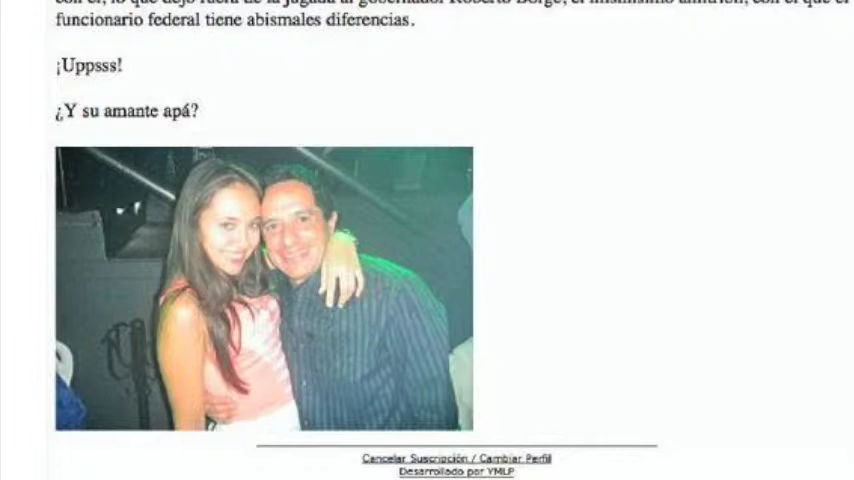 funcionario federal tiene abismales diferencias.
¡Uppsss!
¿Y su amante apá?
Cancelar Suscripción / Cambiar Perfil
Desarrollado por YMLP